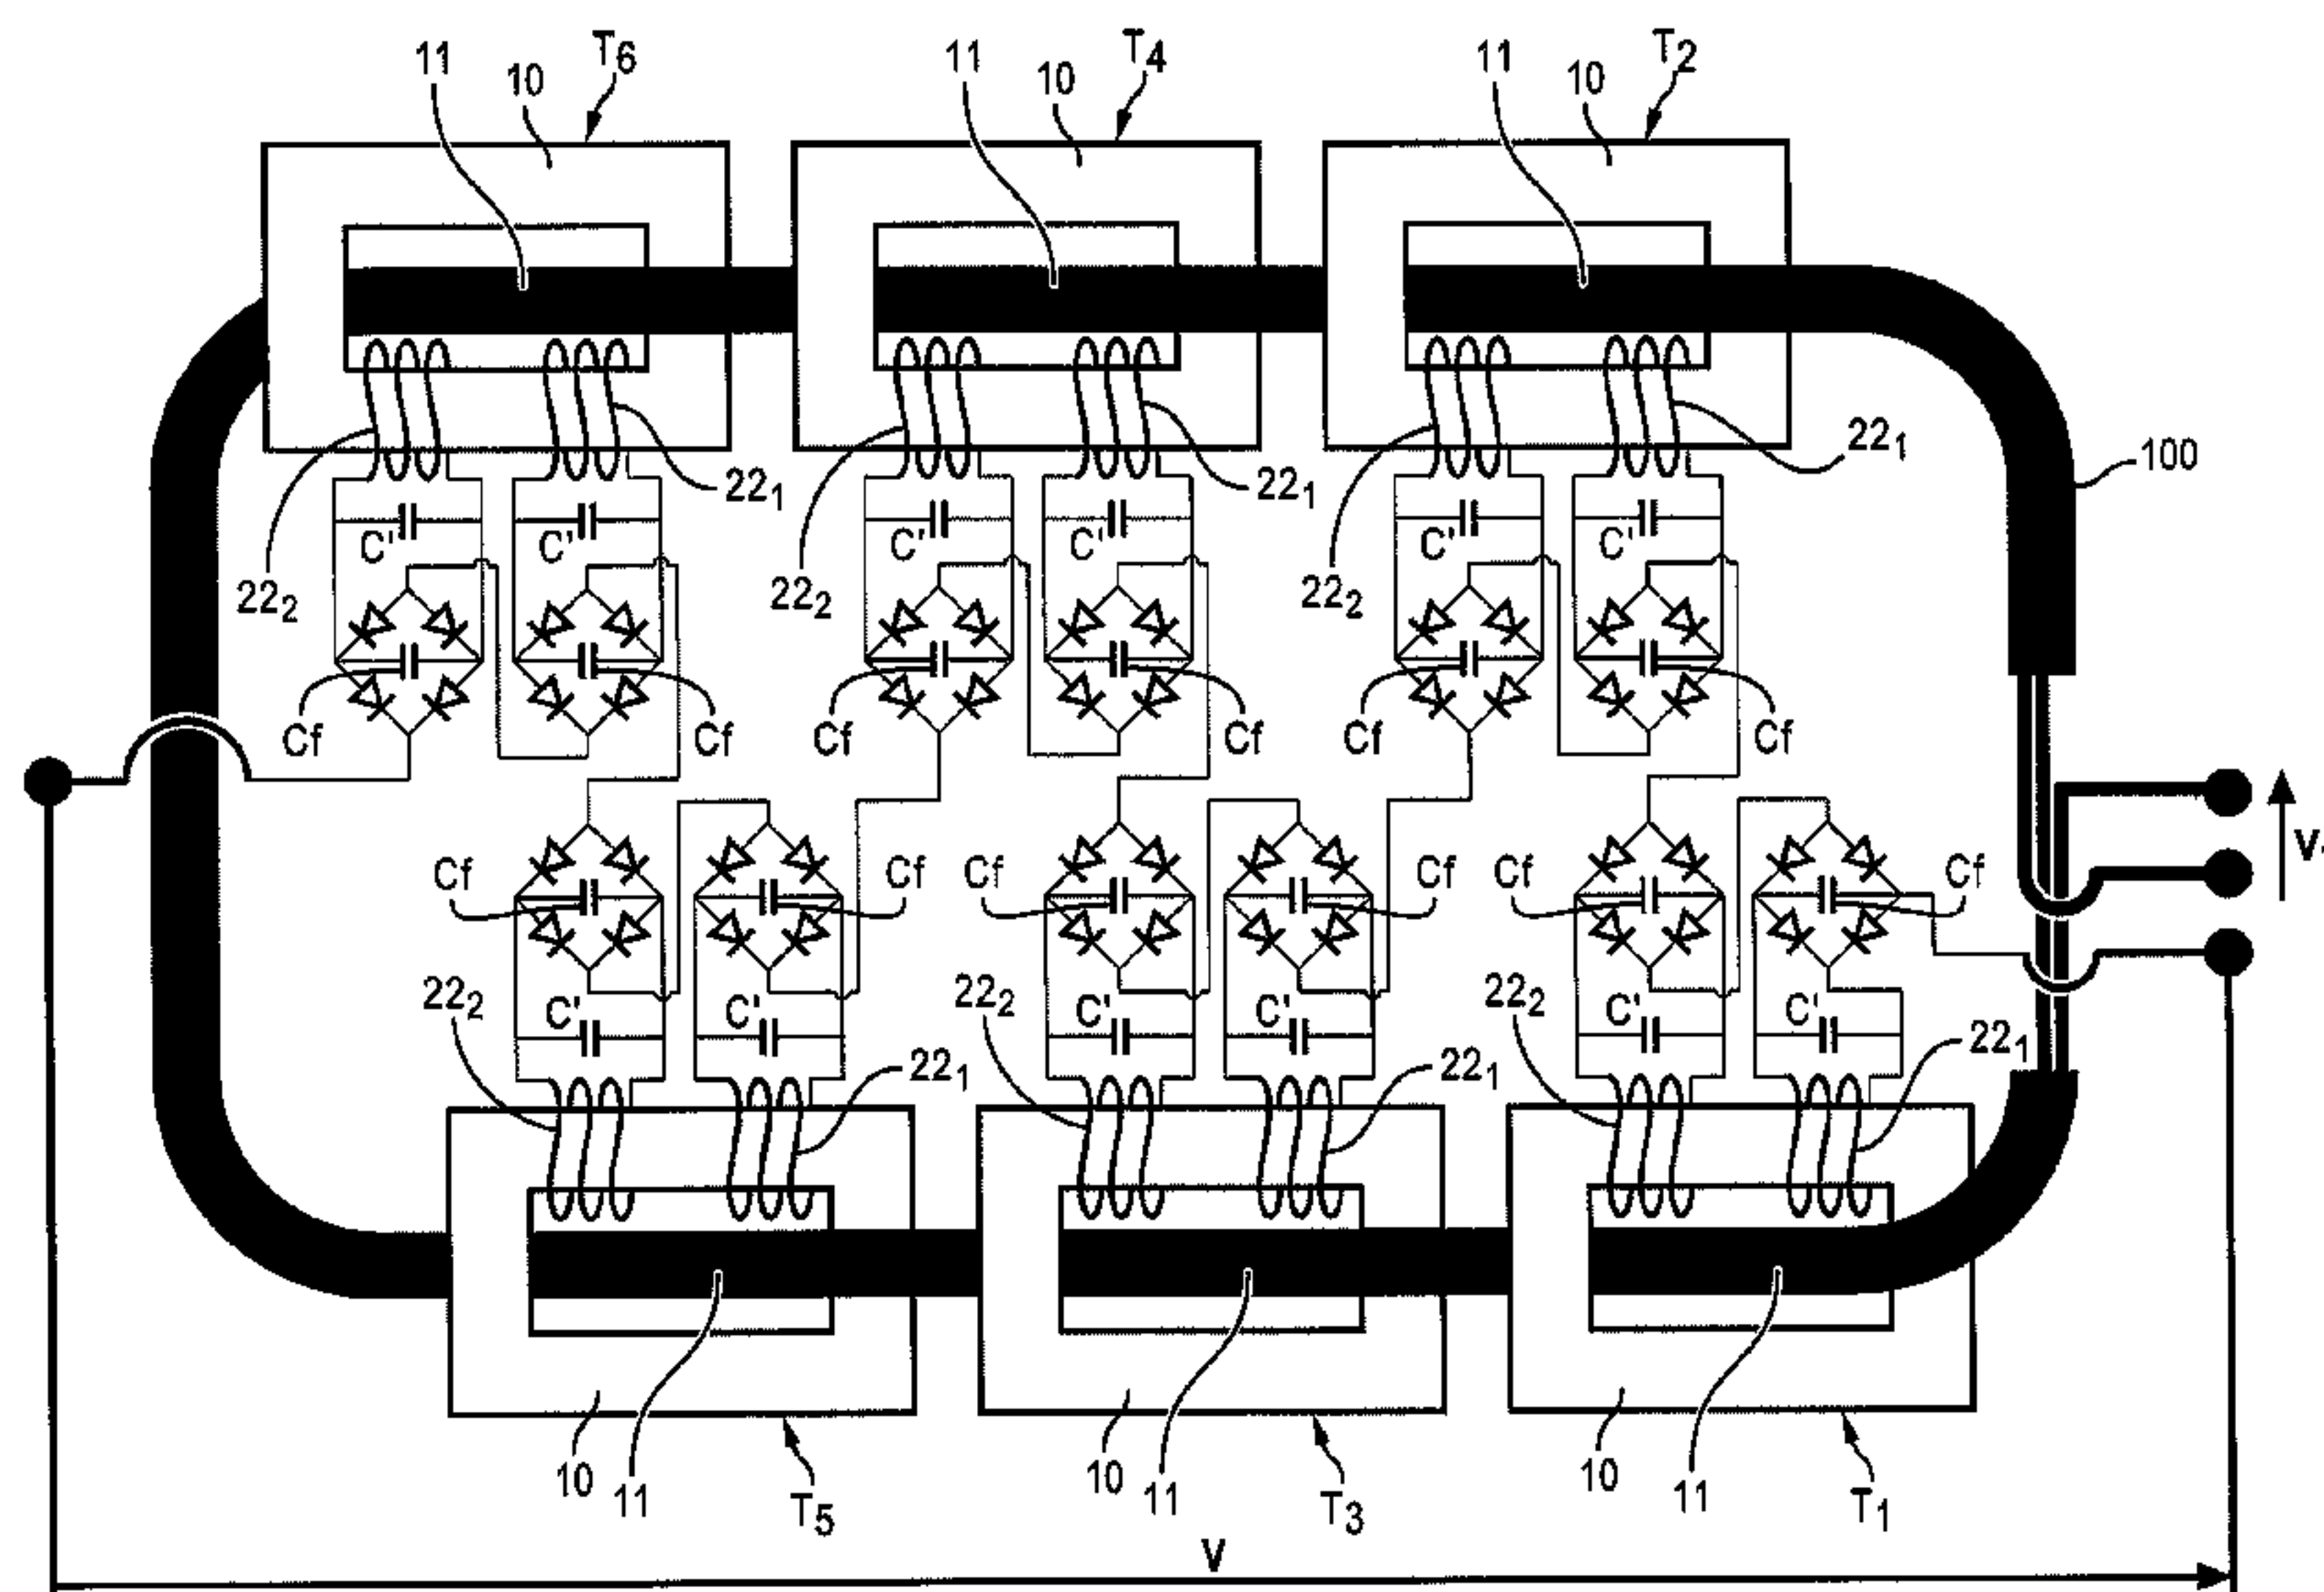 T6 T4 T2
11 10 11 10 11 10
22₁ 22₁ 22₁
100
C' C' C' C' C' C'
22₂ 22₂ 22₂
Cf Cf Cf Cf Cf Cf
Cf Cf Cf Cf Cf Cf
22₂ 22₂ 22₂
C' C' C' C' C' C'
22₁ 22₁ 22₁
10 11 10 11 10 11
T5 T3 T1
V